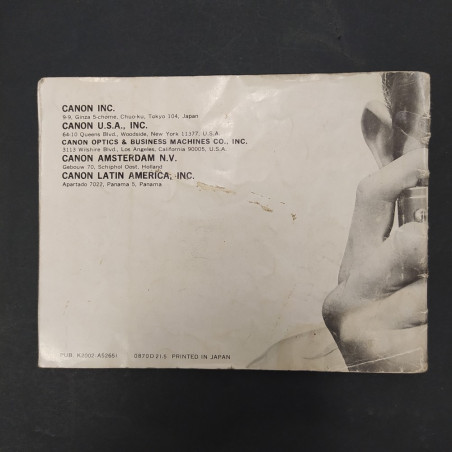 CANON INC.
9-9, Ginza 5-chome, Chuo-ku, Tokyo 104, Japan
CANON U.S.A., INC.
64-10 Queens Blvd., Woodside, New York 11377, U.S.A.
CANON OPTICS & BUSINESS MACHINES CO., INC.
3113 Wilshire Blvd., Los Angeles, California 90005, U.S.A.
CANON AMSTERDAM N.V.
Gebouw 70, Schiphol Oost, Holland
CANON LATIN AMERICA, INC.
Apartado 7022, Panama 5, Panama
PUB. PRINTED IN JAPAN